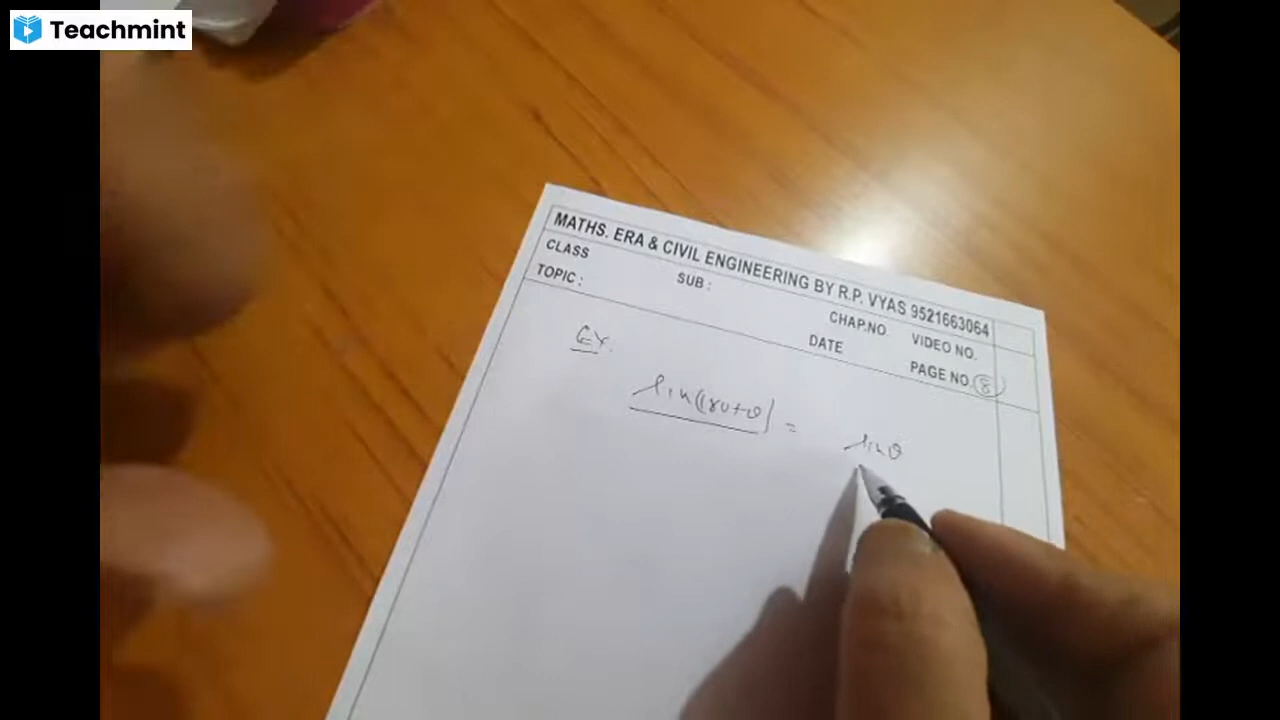 Teachmint
MATHS. ERA & CIVIL ENGINEERING BY R.P. VYAS 9521663064
CLASS SUB : CHAP.NO VIDEO NO.
TOPIC : DATE PAGE NO. 8
Ex.
sin(180+θ) = sinθ